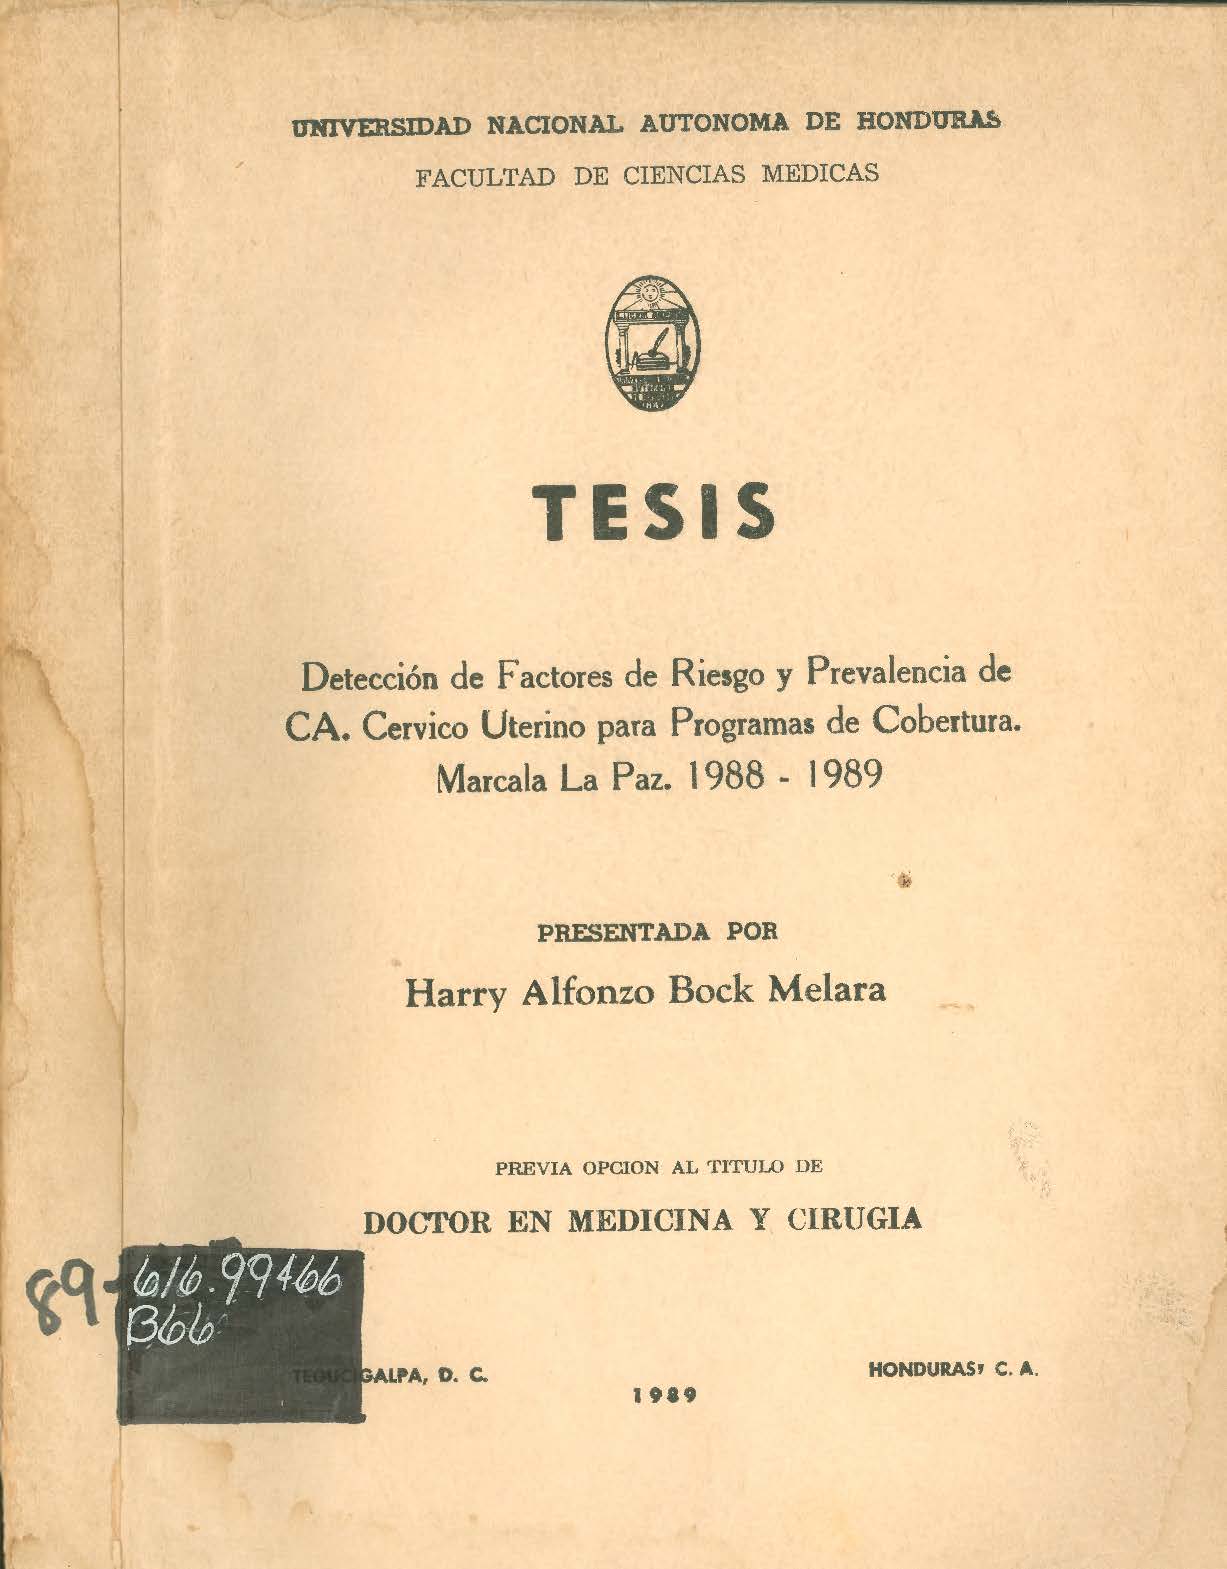 UNIVERSIDAD NACIONAL AUTONOMA DE HONDURAS
FACULTAD DE CIENCIAS MEDICAS
TESIS
Detección de Factores de Riesgo y Prevalencia de
CA. Cervico Uterino para Programas de Cobertura.
Marcala La Paz. 1988 - 1989
PRESENTADA POR
Harry Alfonzo Bock Melara
PREVIA OPCION AL TITULO DE
DOCTOR EN MEDICINA Y CIRUGIA
89-616.99466
B66
TEGUCIGALPA, D. C.
HONDURAS, C. A.
1989